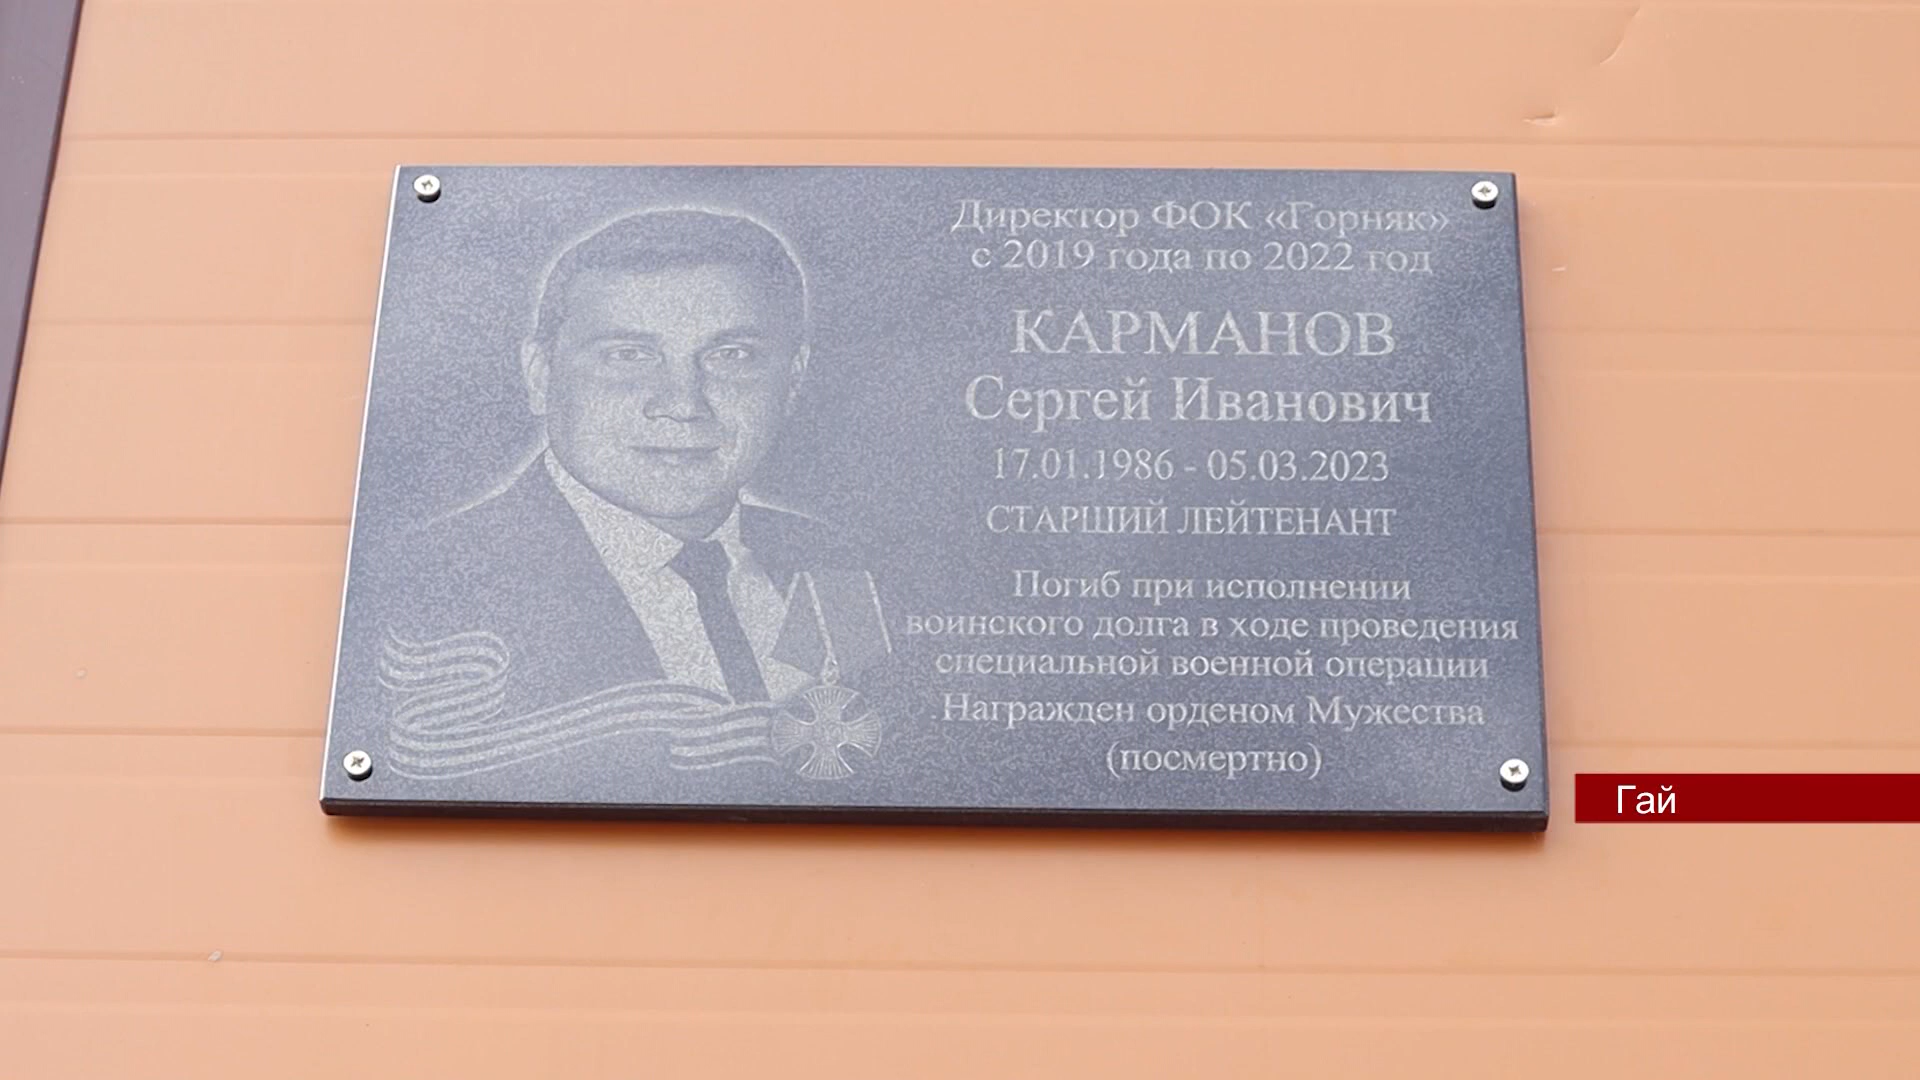 Директор ФОК «Горняк»
с 2019 года по 2022 год
КАРМАНОВ
Сергей Иванович
17.01.1986 - 05.03.2023
СТАРШИЙ ЛЕЙТЕНАНТ
Погиб при исполнении
воинского долга в ходе проведения
специальной военной операции
Награжден орденом Мужества
(посмертно)
Гай